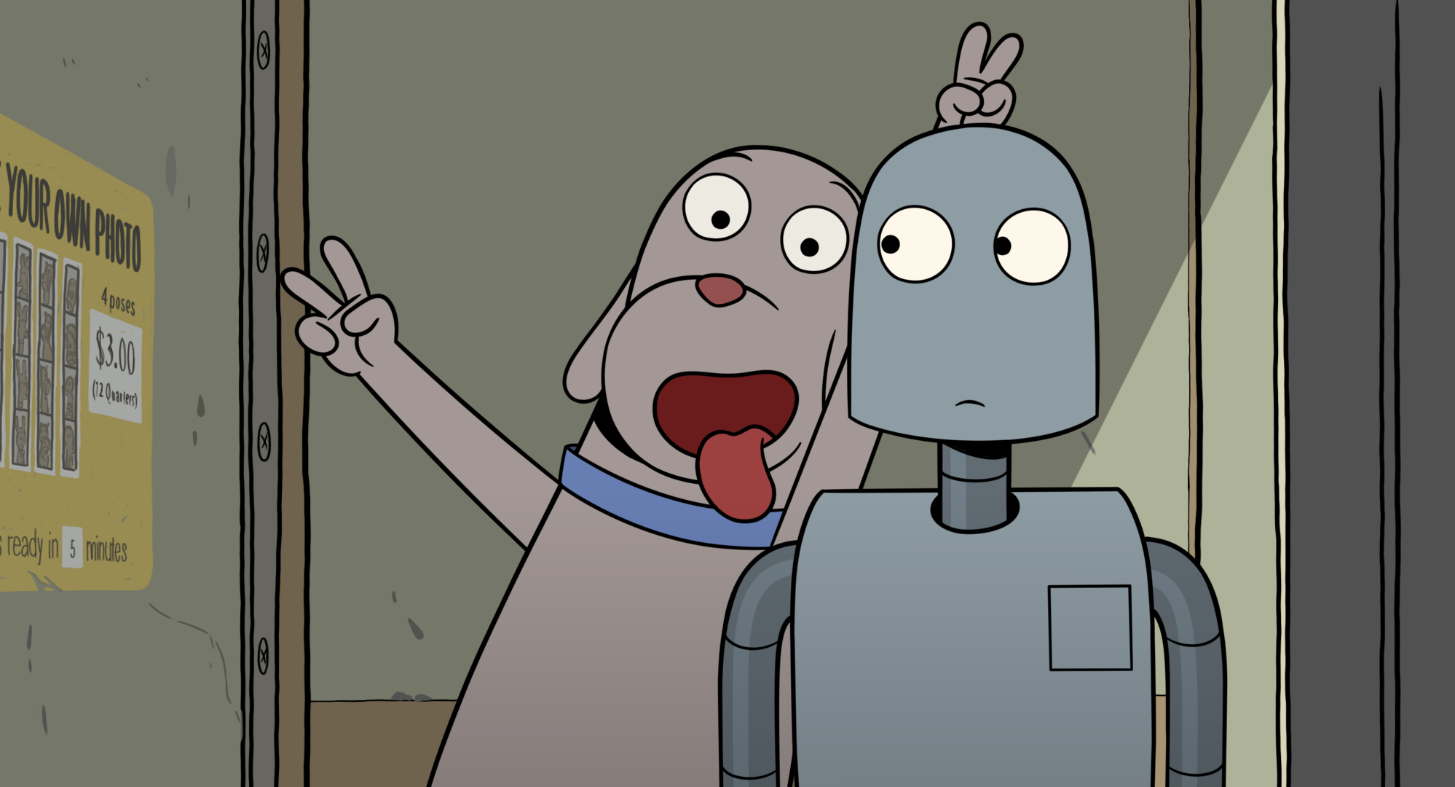 YOUR OWN PHOTO
4 poses
$3.00
(12 Quarters)
ready in 5 minutes